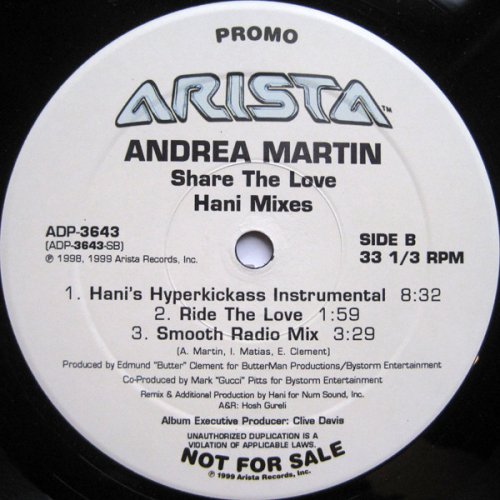 PROMO
ARISTA™
ANDREA MARTIN
Share The Love
Hani Mixes
ADP-3643
(ADP-3643-SB)
℗ 1998, 1999 Arista Records, Inc.
SIDE B
33 1/3 RPM
1. Hani's Hyperkickass Instrumental 8:32
2. Ride The Love 1:59
3. Smooth Radio Mix 3:29
(A. Martin, I. Matias, E. Clement)
Produced by Edmund "Butter" Clement for ButterMan Productions/Bystorm Entertainment
Co-Produced by Mark "Gucci" Pitts for Bystorm Entertainment
Remix & Additional Production by Hani for Num Sound, Inc.
A&R: Hosh Gureli
Album Executive Producer: Clive Davis
UNAUTHORIZED DUPLICATION IS A
VIOLATION OF APPLICABLE LAWS.
NOT FOR SALE
℗ 1999 Arista Records, Inc.